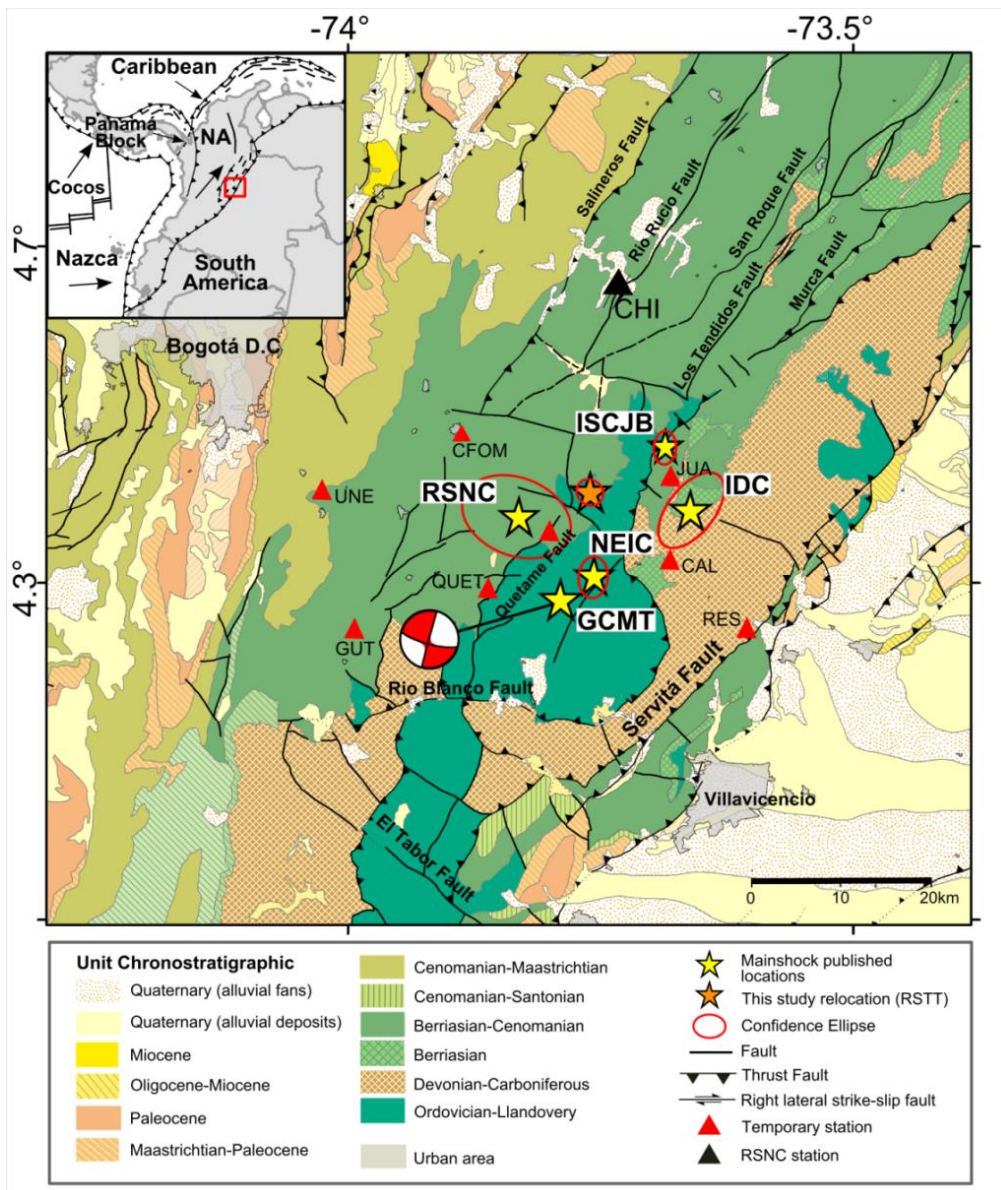 -74°
-73.5°
Caribbean
Panamá
Block
NA
Cocos
Nazca
South
America
4.7°
4.3°
Bogotá D.C
Salineros Fault
Río Rucio Fault
San Roque Fault
Los Tendidos Fault
Murca Fault
CHI
ISCJB
CFOM
JUA
UNE
RSNC
IDC
NEIC
CAL
QUET
Quetame Fault
GCMT
RES
GUT
Rio Blanco Fault
Servitá Fault
Villavicencio
El Tabor Fault
0 10 20km
Unit Chronostratigraphic
Quaternary (alluvial fans)
Quaternary (alluvial deposits)
Miocene
Oligocene-Miocene
Paleocene
Maastrichtian-Paleocene
Cenomanian-Maastrichtian
Cenomanian-Santonian
Berriasian-Cenomanian
Berriasian
Devonian-Carboniferous
Ordovician-Llandovery
Urban area
Mainshock published
locations
This study relocation (RSTT)
Confidence Ellipse
Fault
Thrust Fault
Right lateral strike-slip fault
Temporary station
RSNC station